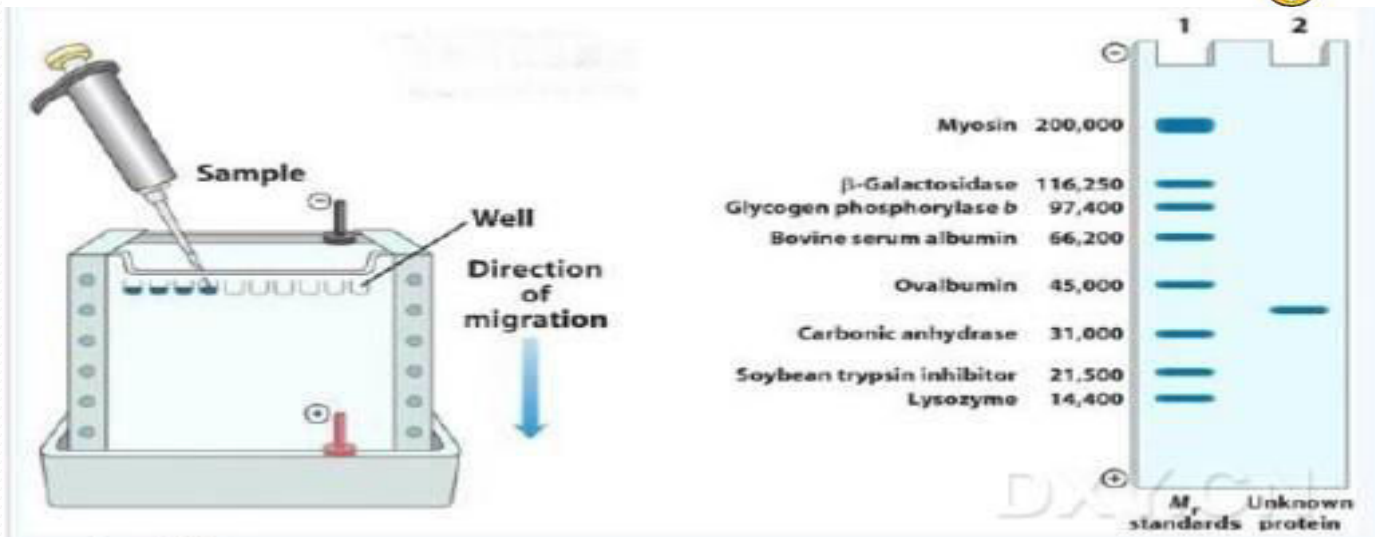 Sample
−
Well
Direction
of
migration
+
1 2
−
Myosin 200,000
β-Galactosidase 116,250
Glycogen phosphorylase b 97,400
Bovine serum albumin 66,200
Ovalbumin 45,000
Carbonic anhydrase 31,000
Soybean trypsin inhibitor 21,500
Lysozyme 14,400
+
DXY.CN
Mr Unknown
standards protein